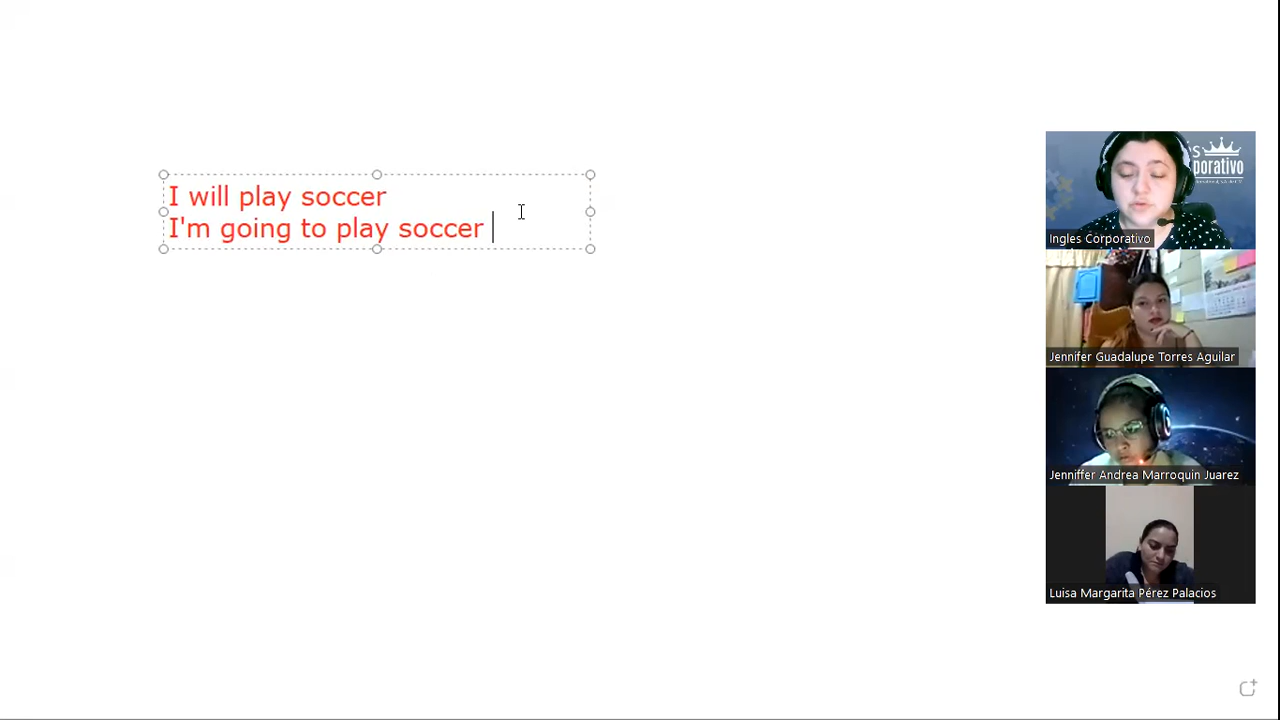 I will play soccer
I'm going to play soccer
's
porativo
Ingles Corporativo
Jennifer Guadalupe Torres Aguilar
Jenniffer Andrea Marroquin Juarez
Luisa Margarita Pérez Palacios